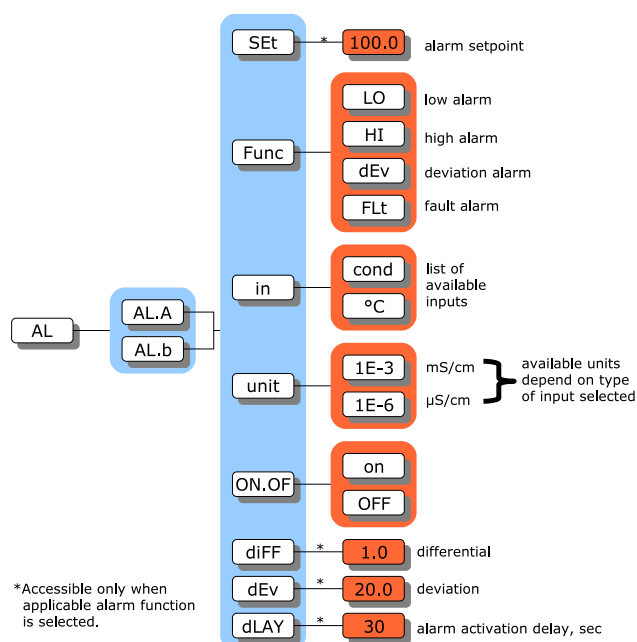 SEt * 100.0 alarm setpoint
LO low alarm
HI high alarm
Func
dEv deviation alarm
FLt fault alarm
cond list of
available
inputs
in
°C
AL
AL.A
AL.b
1E-3 mS/cm
unit
1E-6 µS/cm
available units
depend on type
of input selected
on
ON.OF
OFF
diFF * 1.0 differential
dEv * 20.0 deviation
dLAY * 30 alarm activation delay, sec
*Accessible only when
applicable alarm function
is selected.